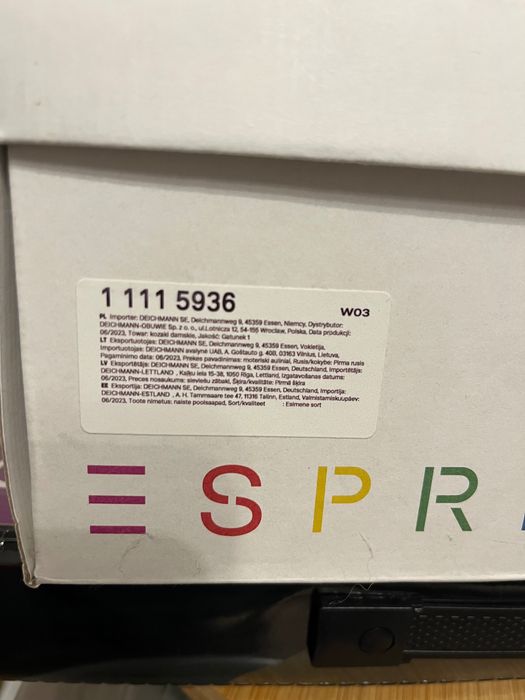 1 111 5936
W03
PL Importer: DEICHMANN SE, Deichmannweg 9, 45359 Essen, Niemcy, Dystrybutor:
DEICHMANN-OBUWIE Sp. z o. o., ul.Lotnicza 12, 54-155 Wrocław, Polska, Data produkcji:
06/2023, Towar: kozaki damskie, Jakość: Gatunek 1
LT Eksportuotojas: DEICHMANN SE, Deichmannweg 9, 45359 Essen, Vokietija,
Importuotojas: DEICHMANN avalynė UAB, A. Goštauto g. 40B, 03163 Vilnius, Lietuva,
Pagaminimo data: 06/2023, Prekės pavadinimas: moteriski auliniai, Rusis/kokybe: Pirma rusis
LV Eksportētājs: DEICHMANN SE, Deichmannweg 9, 45359 Essen, Deutschland, Importētājs:
DEICHMANN-LETTLAND , Kalku iela 15-38, 1050 Riga, Lettland, Izgatavošanas datums:
06/2023, Preces nosaukums: sieviešu zābaki, Šķira/kvalitāte: Pirmā šķira
EE Eksportija: DEICHMANN SE, Deichmannweg 9, 45359 Essen, Deutschland, Importija:
DEICHMANN-ESTLAND , A. H. Tammsaare tee 47, 11316 Talinn, Estland, Valmistamiskuupäev:
06/2023, Toote nimetus: naiste poolsaapad, Sort/kvaliteet : Esimene sort
ESPR